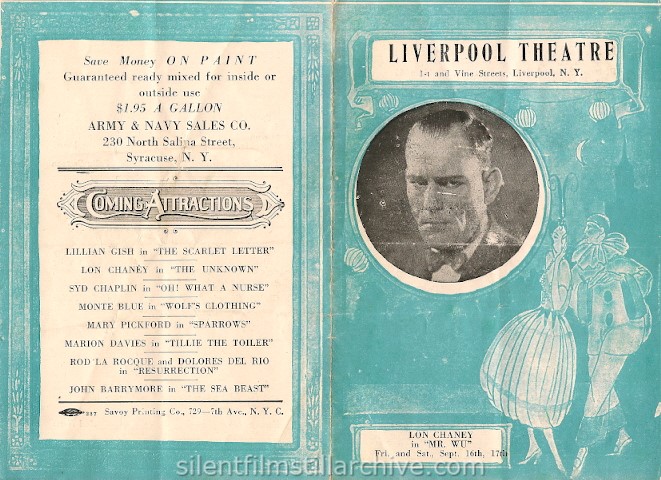 Save Money ON PAINT
Guaranteed ready mixed for inside or
outside use
$1.95 A GALLON
ARMY & NAVY SALES CO.
230 North Salina Street,
Syracuse, N. Y.
COMING ATTRACTIONS
LILLIAN GISH in "THE SCARLET LETTER"
LON CHANEY in "THE UNKNOWN"
SYD CHAPLIN in "OH! WHAT A NURSE"
MONTE BLUE in "WOLF'S CLOTHING"
MARY PICKFORD in "SPARROWS"
MARION DAVIES in "TILLIE THE TOILER"
ROD LA ROCQUE and DOLORES DEL RIO
in "RESURRECTION"
JOHN BARRYMORE in "THE SEA BEAST"
337 Savoy Printing Co., 729—7th Ave., N. Y. C.
LIVERPOOL THEATRE
1st and Vine Streets, Liverpool, N. Y.
LON CHANEY
in "MR. WU"
Fri. and Sat., Sept. 16th, 17th
silentfilmstillarchive.com